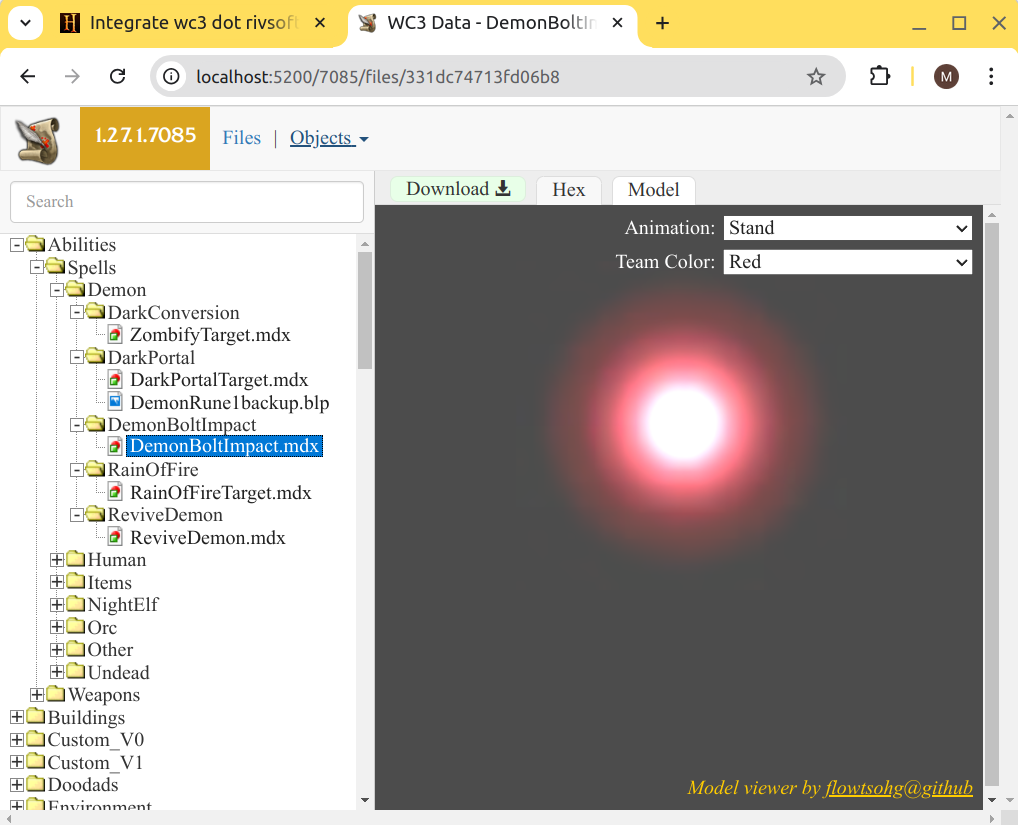 Integrate wc3 dot rivsoft
WC3 Data - DemonBoltIm
localhost:5200/7085/files/331dc74713fd06b8
M
1.27.1.7085
Files | Objects
Search
Download
Hex
Model
Animation: Stand
Team Color: Red
Abilities
Spells
Demon
DarkConversion
ZombifyTarget.mdx
DarkPortal
DarkPortalTarget.mdx
DemonRune1backup.blp
DemonBoltImpact
DemonBoltImpact.mdx
RainOfFire
RainOfFireTarget.mdx
ReviveDemon
ReviveDemon.mdx
Human
Items
NightElf
Orc
Other
Undead
Weapons
Buildings
Custom_V0
Custom_V1
Doodads
Environment
Model viewer by flowtsohg@github